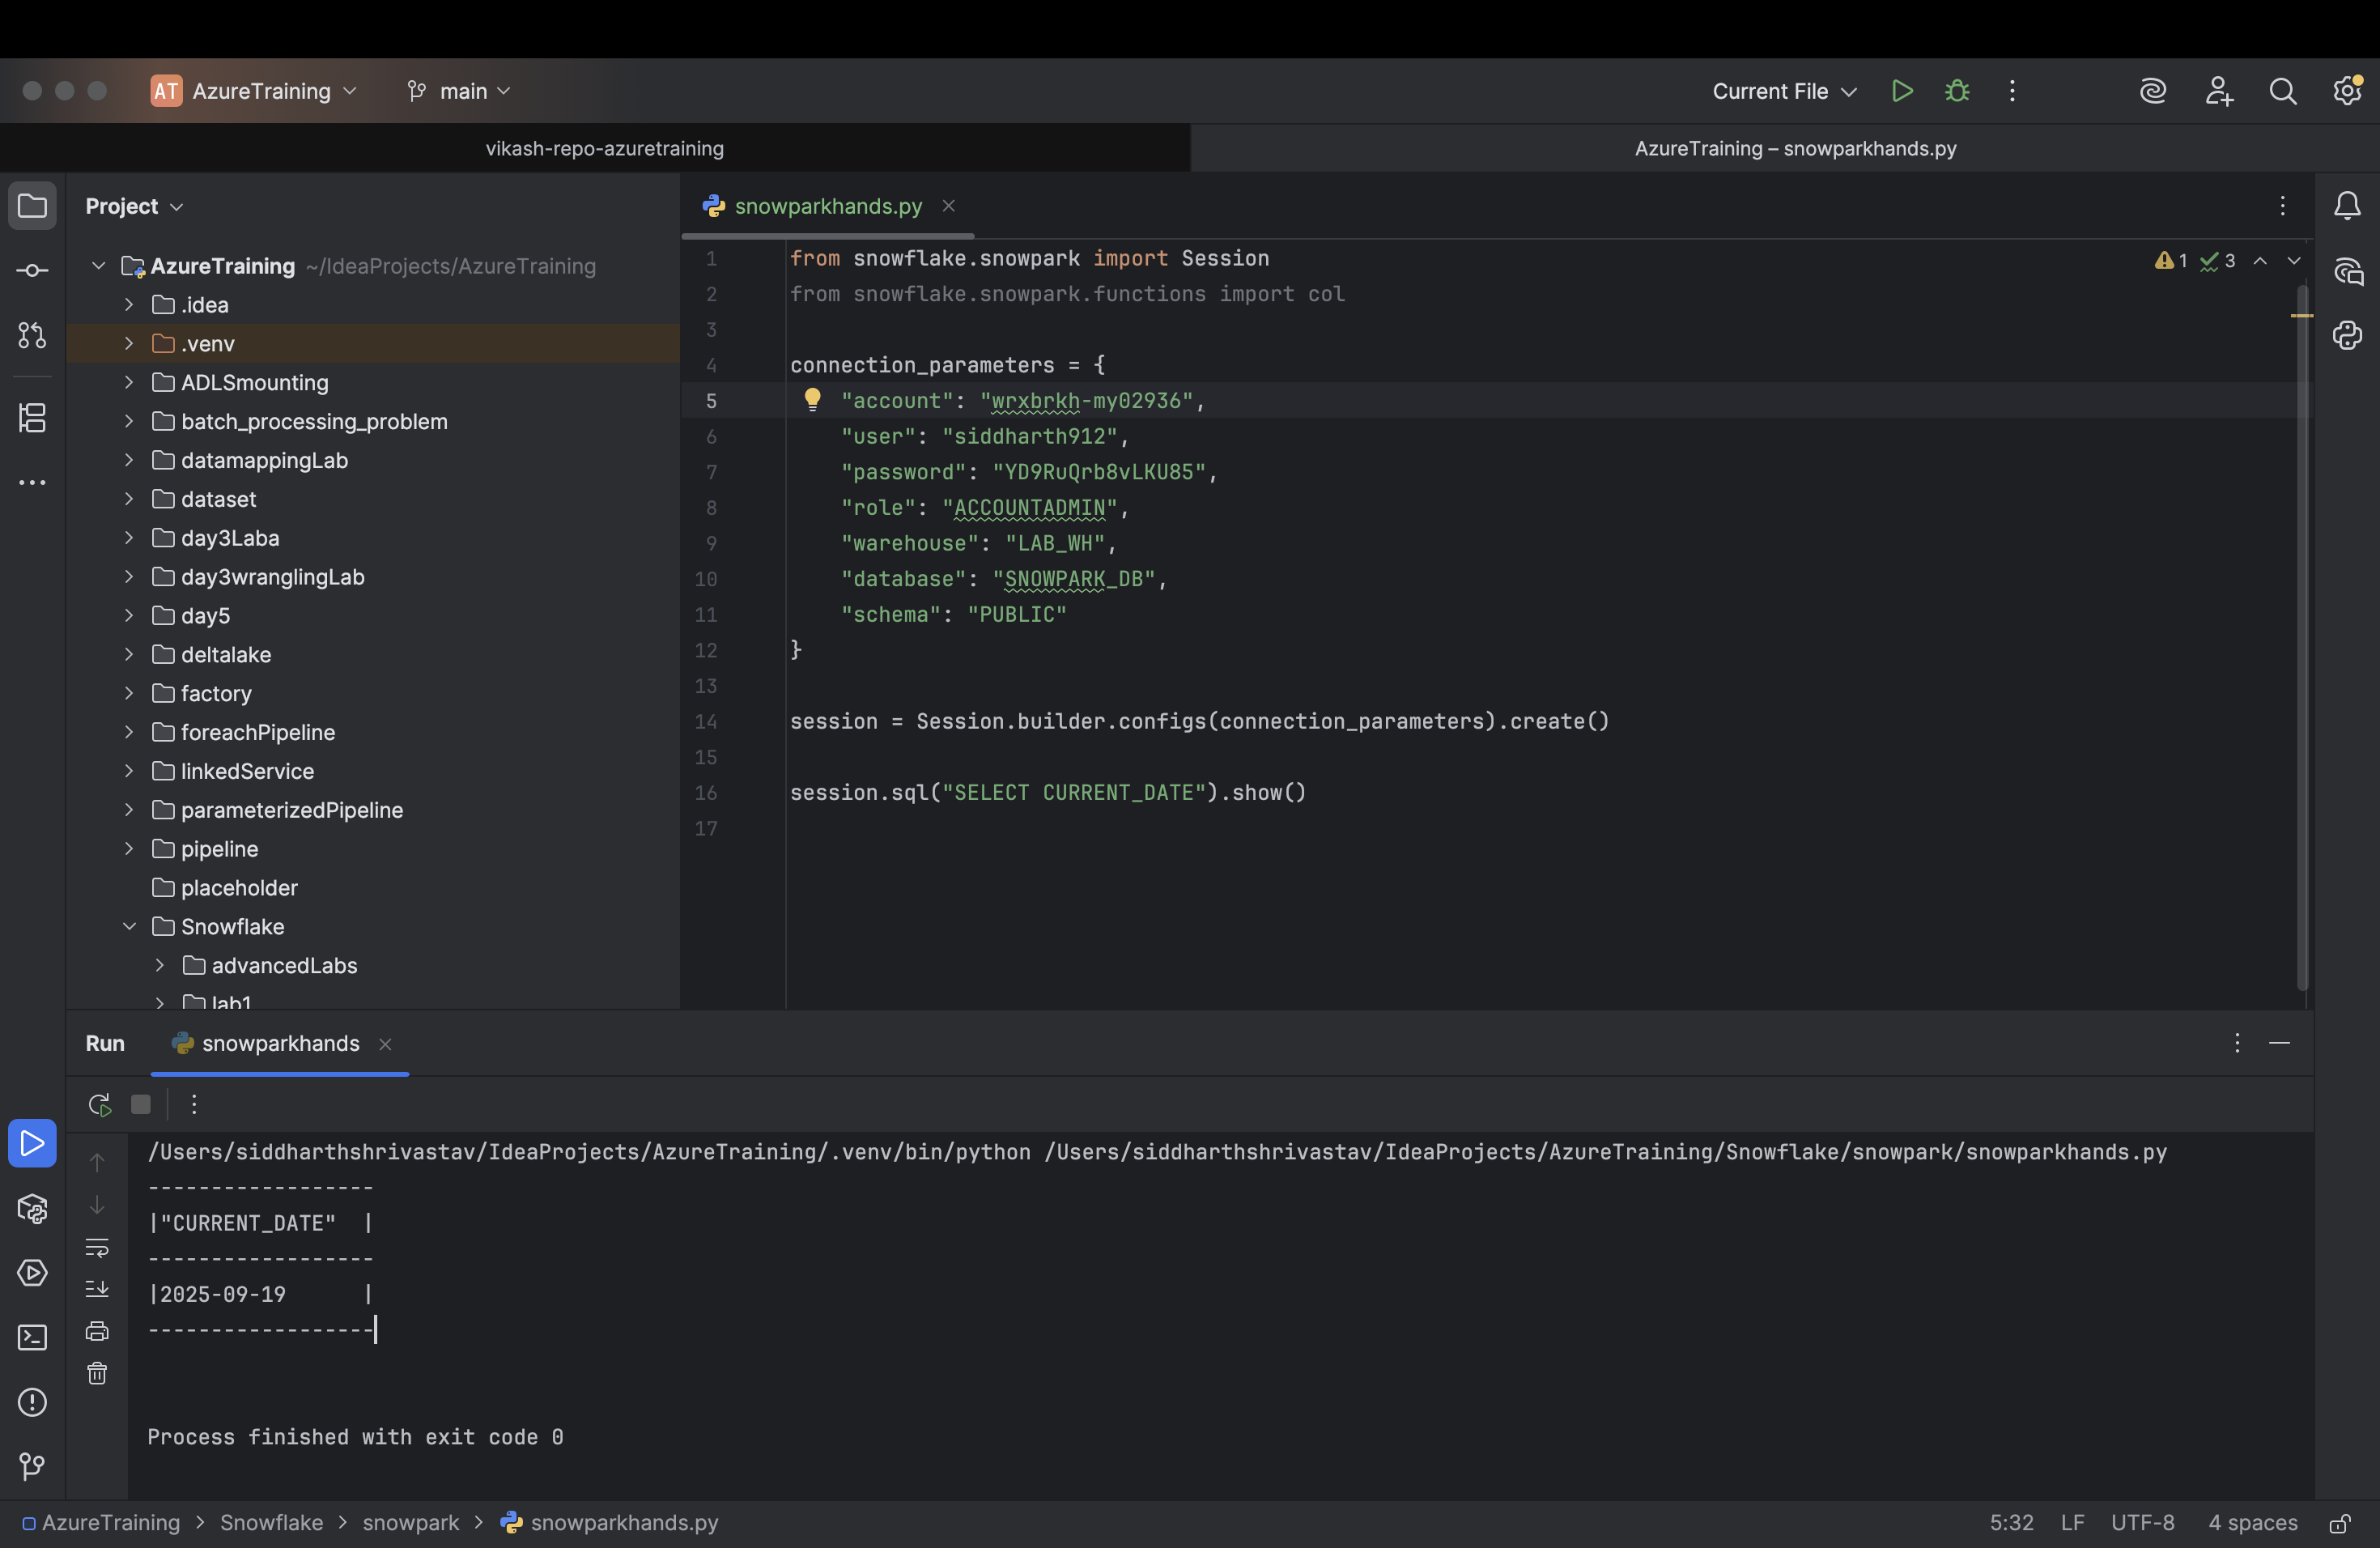 AT AzureTraining main Current File
vikash-repo-azuretraining AzureTraining – snowparkhands.py
Project
AzureTraining ~/IdeaProjects/AzureTraining
.idea
.venv
ADLSmounting
batch_processing_problem
datamappingLab
dataset
day3Laba
day3wranglingLab
day5
deltalake
factory
foreachPipeline
linkedService
parameterizedPipeline
pipeline
placeholder
Snowflake
advancedLabs
lab1
snowparkhands.py
1 3
1 from snowflake.snowpark import Session
2 from snowflake.snowpark.functions import col
3
4 connection_parameters = {
5 "account": "wrxbrkh-my02936",
6 "user": "siddharth912",
7 "password": "YD9RuQrb8vLKU85",
8 "role": "ACCOUNTADMIN",
9 "warehouse": "LAB_WH",
10 "database": "SNOWPARK_DB",
11 "schema": "PUBLIC"
12 }
13
14 session = Session.builder.configs(connection_parameters).create()
15
16 session.sql("SELECT CURRENT_DATE").show()
17
Run snowparkhands
/Users/siddharthshrivastav/IdeaProjects/AzureTraining/.venv/bin/python /Users/siddharthshrivastav/IdeaProjects/AzureTraining/Snowflake/snowpark/snowparkhands.py
------------------
|"CURRENT_DATE"  |
------------------
|2025-09-19      |
------------------
Process finished with exit code 0
AzureTraining > Snowflake > snowpark > snowparkhands.py 5:32 LF UTF-8 4 spaces